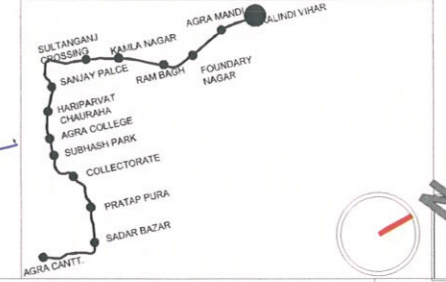 AGRA MANDI
KALINDI VIHAR
SULTANGANJ
CROSSING
KAMLA NAGAR
RAM BAGH
FOUNDARY
NAGAR
SANJAY PALCE
HARIPARVAT
CHAURAHA
AGRA COLLEGE
SUBHASH PARK
COLLECTORATE
PRATAP PURA
SADAR BAZAR
AGRA CANTT.
N